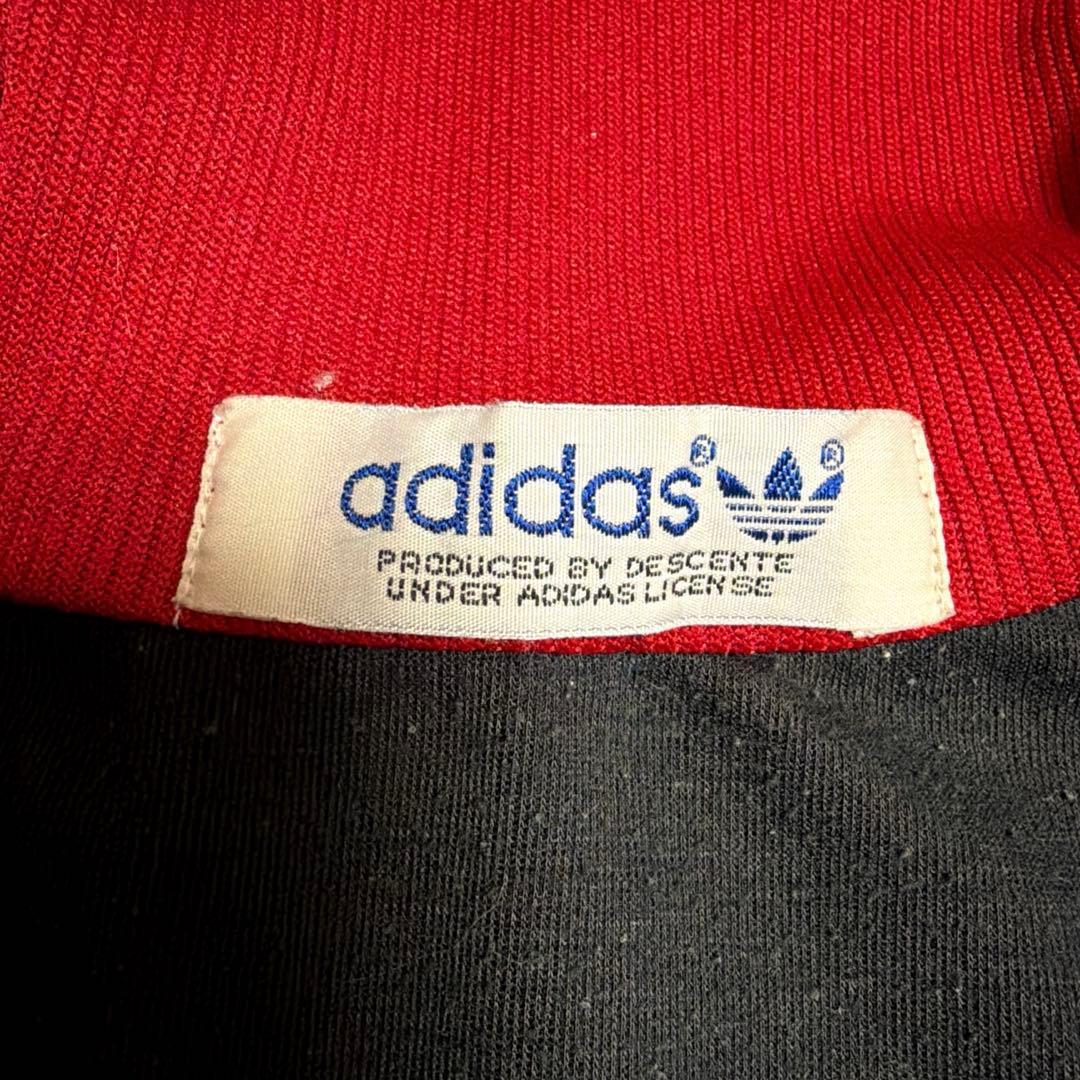 adidas® ®
PRODUCED BY DESCENTE
UNDER ADIDAS LICENSE